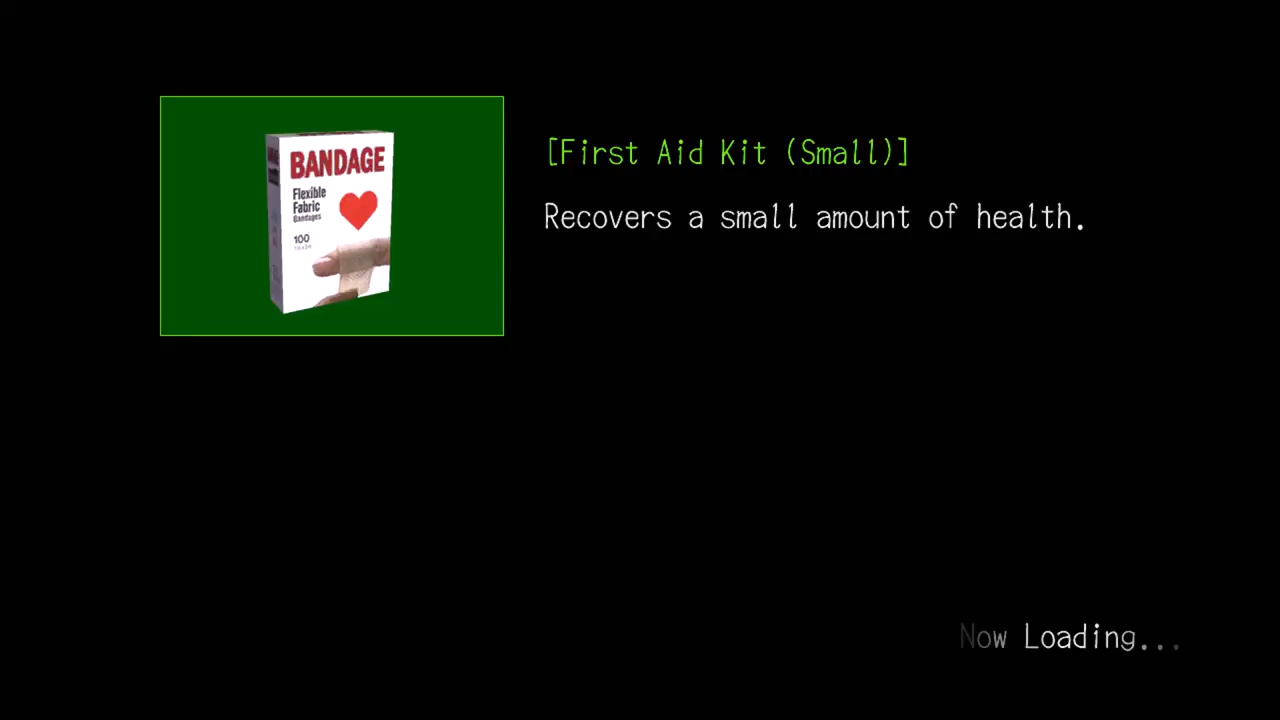 BANDAGE
Flexible
Fabric
Bandages
100
[First Aid Kit (Small)]
Recovers a small amount of health.
Now Loading...